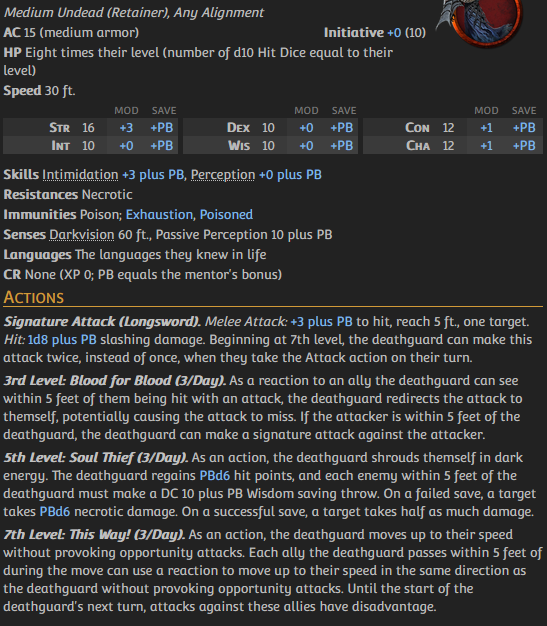 Medium Undead (Retainer), Any Alignment
AC 15 (medium armor) Initiative +0 (10)
HP Eight times their level (number of d10 Hit Dice equal to their
level)
Speed 30 ft.
MOD SAVE MOD SAVE MOD SAVE
STR 16 +3 +PB DEX 10 +0 +PB CON 12 +1 +PB
INT 10 +0 +PB WIS 10 +0 +PB CHA 12 +1 +PB
Skills Intimidation +3 plus PB, Perception +0 plus PB
Resistances Necrotic
Immunities Poison; Exhaustion, Poisoned
Senses Darkvision 60 ft., Passive Perception 10 plus PB
Languages The languages they knew in life
CR None (XP 0; PB equals the mentor's bonus)
ACTIONS
Signature Attack (Longsword). Melee Attack: +3 plus PB to hit, reach 5 ft., one target.
Hit: 1d8 plus PB slashing damage. Beginning at 7th level, the deathguard can make this
attack twice, instead of once, when they take the Attack action on their turn.
3rd Level: Blood for Blood (3/Day). As a reaction to an ally the deathguard can see
within 5 feet of them being hit with an attack, the deathguard redirects the attack to
themself, potentially causing the attack to miss. If the attacker is within 5 feet of the
deathguard, the deathguard can make a signature attack against the attacker.
5th Level: Soul Thief (3/Day). As an action, the deathguard shrouds themself in dark
energy. The deathguard regains PBd6 hit points, and each enemy within 5 feet of the
deathguard must make a DC 10 plus PB Wisdom saving throw. On a failed save, a target
takes PBd6 necrotic damage. On a successful save, a target takes half as much damage.
7th Level: This Way! (3/Day). As an action, the deathguard moves up to their speed
without provoking opportunity attacks. Each ally the deathguard passes within 5 feet of
during the move can use a reaction to move up to their speed in the same direction as
the deathguard without provoking opportunity attacks. Until the start of the
deathguard's next turn, attacks against these allies have disadvantage.